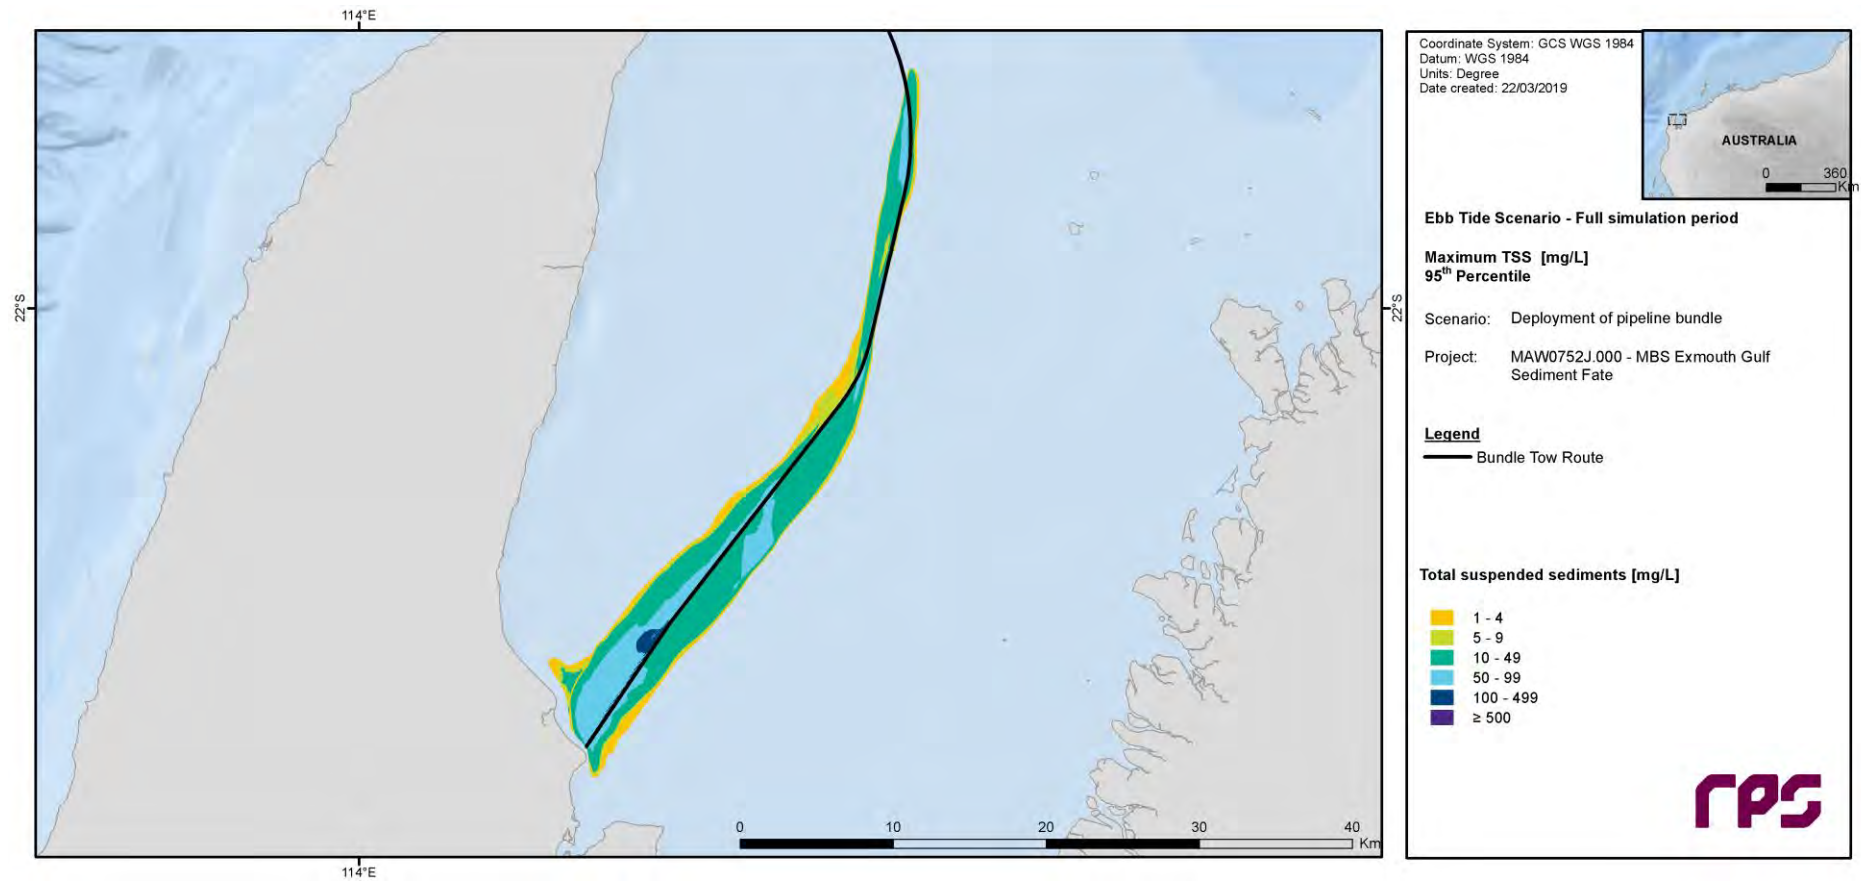 114°E
22°S
22°S
114°E
0 10 20 30 40
Km
Coordinate System: GCS WGS 1984
Datum: WGS 1984
Units: Degree
Date created: 22/03/2019
AUSTRALIA
0 360
Km
Ebb Tide Scenario - Full simulation period
Maximum TSS [mg/L]
95th Percentile
Scenario: Deployment of pipeline bundle
Project: MAW0752J.000 - MBS Exmouth Gulf
Sediment Fate
Legend
Bundle Tow Route
Total suspended sediments [mg/L]
1 - 4
5 - 9
10 - 49
50 - 99
100 - 499
≥ 500
rps